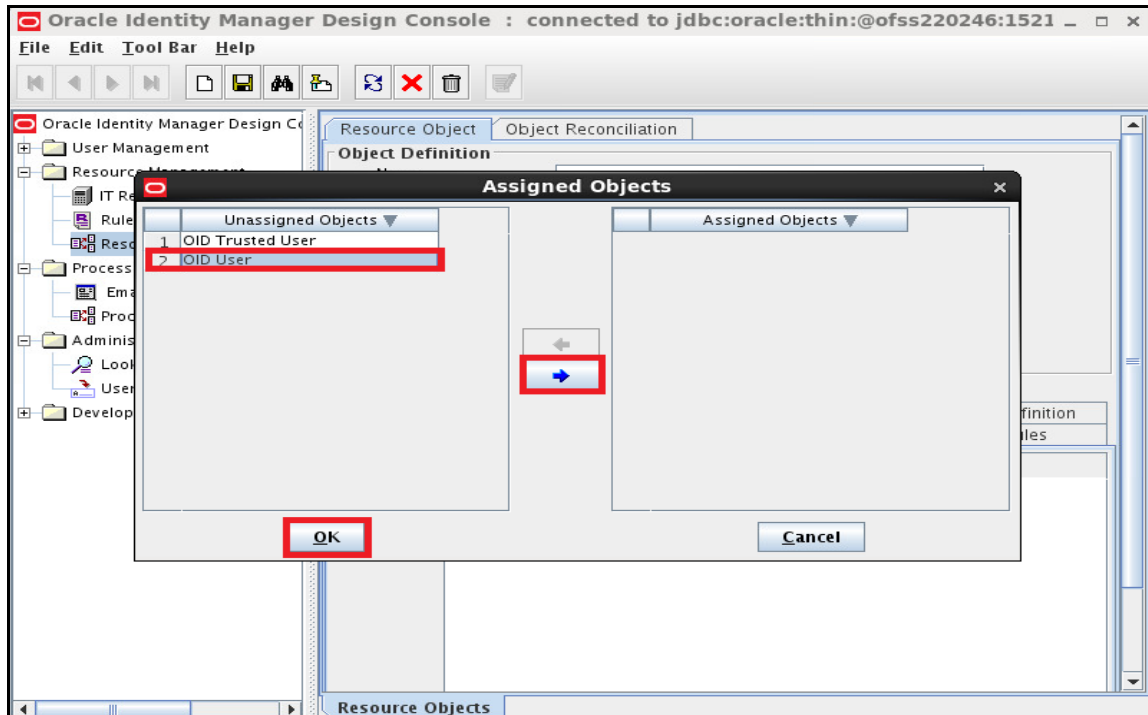 Oracle Identity Manager Design Console : connected to jdbc:oracle:thin:@ofss220246:1521
File Edit Tool Bar Help
Oracle Identity Manager Design Co
User Management
Resource Management
IT Re
Rule
Reso
Process
Ema
Proc
Adminis
Look
User
Develop
Resource Object Object Reconciliation
Object Definition
Assigned Objects
Unassigned Objects
1 OID Trusted User
2 OID User
Assigned Objects
OK
Cancel
finition
ules
Resource Objects